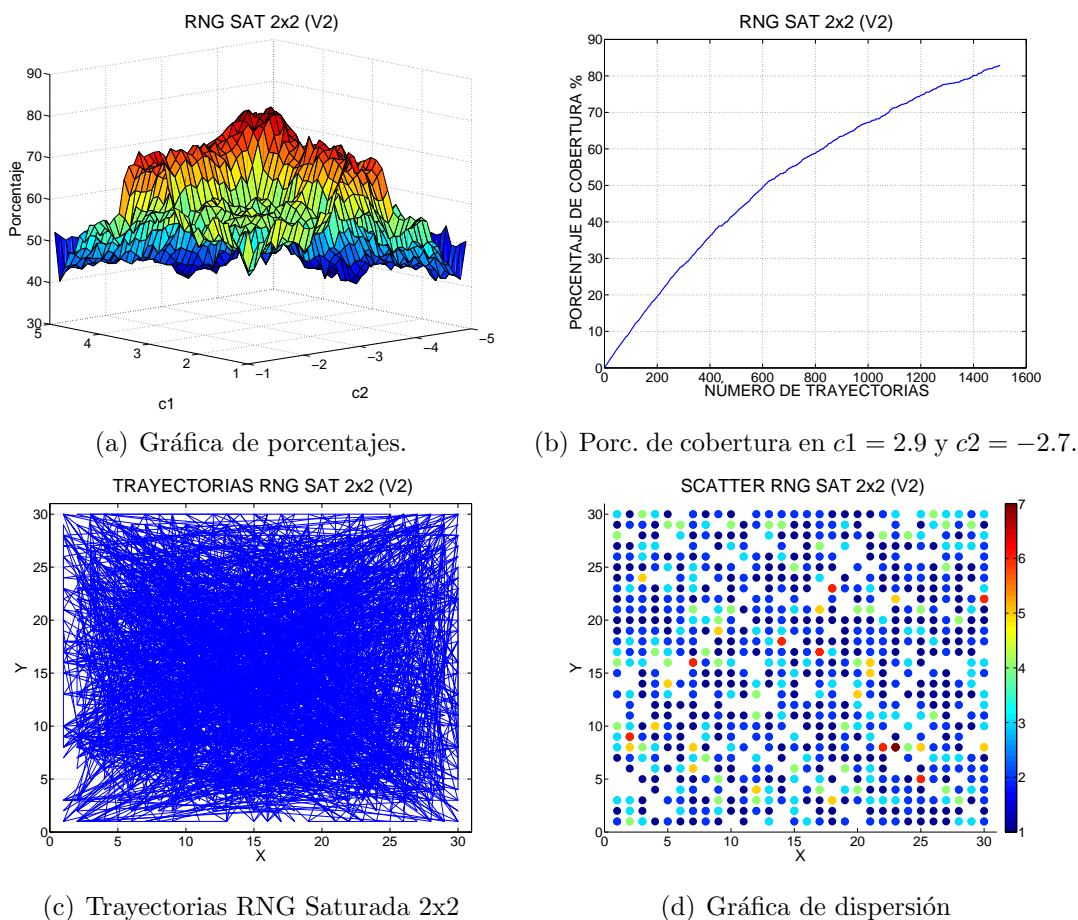 RNG SAT 2x2 (V2)
90
80
70
60
50
40
30
Porcentaje
5
4
3
2
1
c1
−1
−2
−3
−4
−5
c2
(a) Gráfica de porcentajes.
RNG SAT 2x2 (V2)
90
80
70
60
50
40
30
20
10
0
PORCENTAJE DE COBERTURA %
0 200 400 600 800 1000 1200 1400 1600
NÚMERO DE TRAYECTORIAS
(b) Porc. de cobertura en c1 = 2.9 y c2 = −2.7.
TRAYECTORIAS RNG SAT 2x2 (V2)
30
25
20
15
10
5
0
Y
0 5 10 15 20 25 30
X
(c) Trayectorias RNG Saturada 2x2
SCATTER RNG SAT 2x2 (V2)
30
25
20
15
10
5
0
Y
0 5 10 15 20 25 30
X
7
6
5
4
3
2
1
(d) Gráfica de dispersión